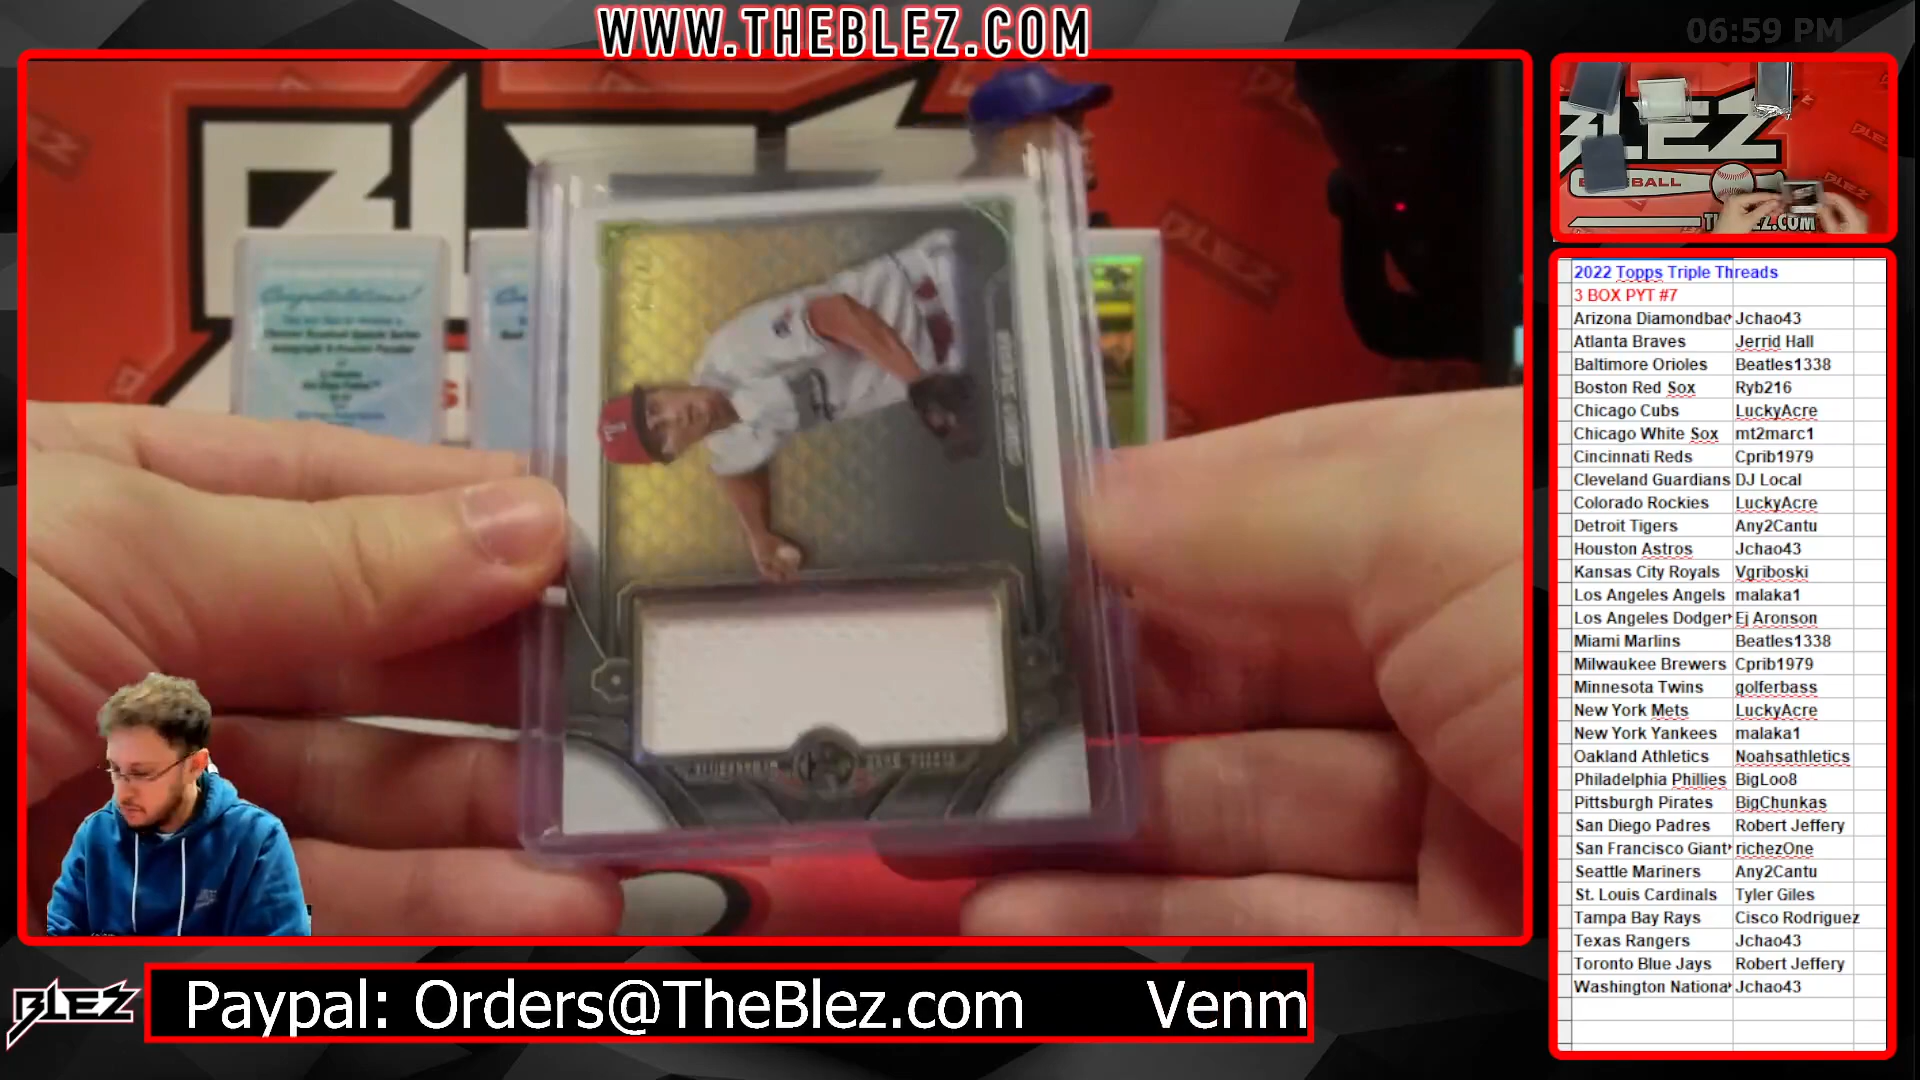 WWW.THEBLEZ.COM
06:59 PM
BLEZ
Congratulations!
BLEZ
BASEBALL
THEBLEZ.COM
2022 Topps Triple Threads
3 BOX PYT #7
Arizona Diamondbac Jchao43
Atlanta Braves Jerrid Hall
Baltimore Orioles Beatles1338
Boston Red Sox Ryb216
Chicago Cubs LuckyAcre
Chicago White Sox mt2marc1
Cincinnati Reds Cprib1979
Cleveland Guardians DJ Local
Colorado Rockies LuckyAcre
Detroit Tigers Any2Cantu
Houston Astros Jchao43
Kansas City Royals Vgriboski
Los Angeles Angels malaka1
Los Angeles Dodger Ej Aronson
Miami Marlins Beatles1338
Milwaukee Brewers Cprib1979
Minnesota Twins golferbass
New York Mets LuckyAcre
New York Yankees malaka1
Oakland Athletics Noahsathletics
Philadelphia Phillies BigLoo8
Pittsburgh Pirates BigChunkas
San Diego Padres Robert Jeffery
San Francisco Giant richezOne
Seattle Mariners Any2Cantu
St. Louis Cardinals Tyler Giles
Tampa Bay Rays Cisco Rodriguez
Texas Rangers Jchao43
Toronto Blue Jays Robert Jeffery
Washington Nationa Jchao43
BLEZ
Paypal: Orders@TheBlez.com Venm